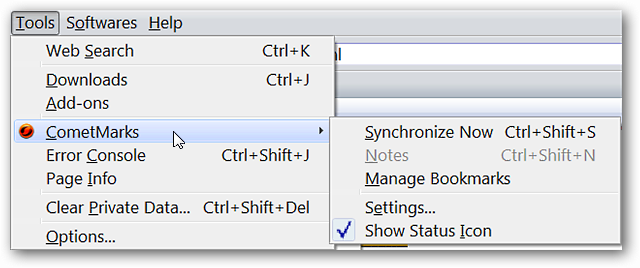 Tools Softwares Help
Web Search Ctrl+K
Downloads Ctrl+J
Add-ons
CometMarks
Error Console Ctrl+Shift+J
Page Info
Clear Private Data... Ctrl+Shift+Del
Options...
Synchronize Now Ctrl+Shift+S
Notes Ctrl+Shift+N
Manage Bookmarks
Settings...
Show Status Icon